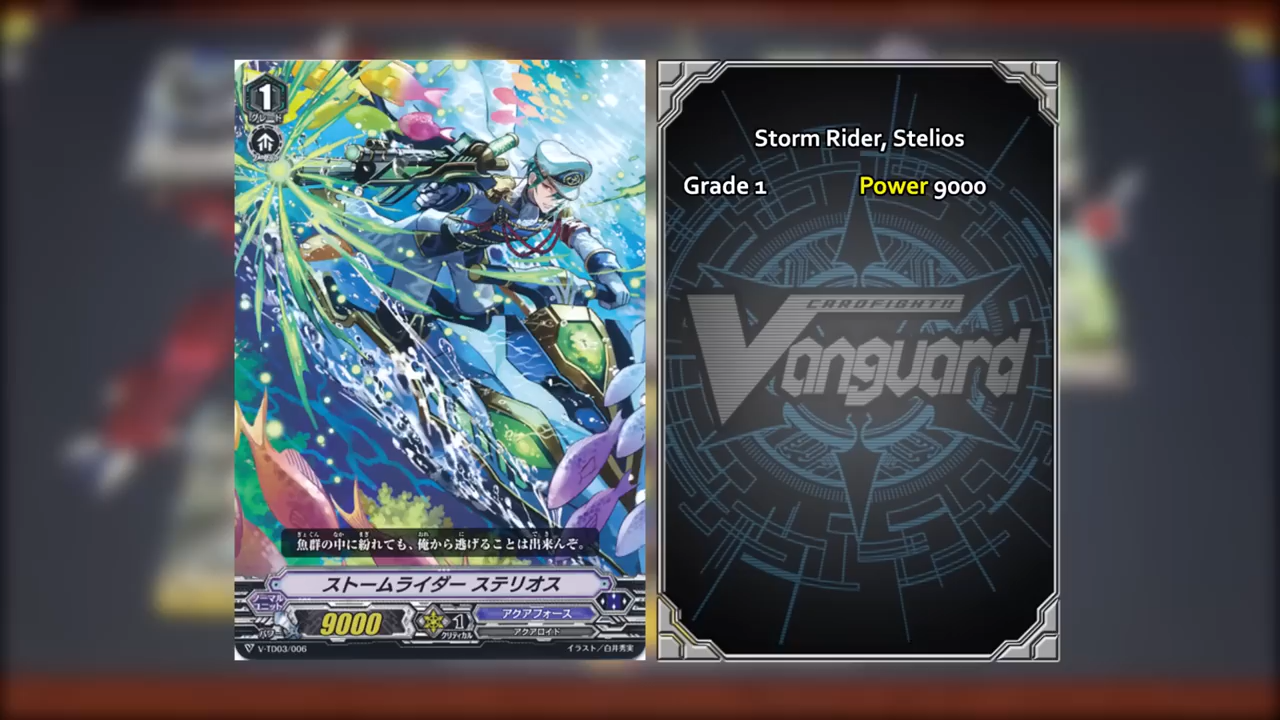 1
グレード
魚群の中に紛れても、俺から逃げることは出来んぞ。
ストームライダー ステリオス
ノーマル
ユニット
パワー
9000
1
クリティカル
アクアフォース
アクアロイド
V-TD03/006
イラスト/白井秀実
Storm Rider, Stelios
Grade 1
Power 9000
CARDFIGHT!!
Vanguard